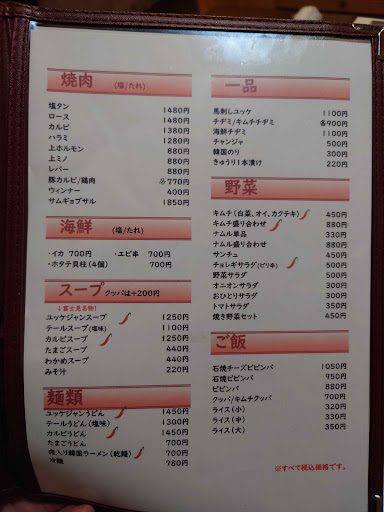 焼肉 (塩/たれ)
塩タン 1480円
ロース 1480円
カルビ 1380円
ハラミ 1280円
上ホルモン 880円
上ミノ 880円
レバー 880円
豚カルビ/鶏肉 各770円
ウィンナー 400円
サムギョプサル 1850円
海鮮 (塩/たれ)
・イカ 700円 ・エビ串 700円
・ホタテ貝柱(4個) 700円
スープ クッパは+200円
↓富士見名物!
ユッケジャンスープ 1250円
テールスープ(塩味) 1100円
カルビスープ 1250円
たまごスープ 440円
わかめスープ 440円
みそ汁 220円
麺類
ユッケジャンうどん 1450円
テールうどん(塩味) 1300円
カルビうどん 1450円
たまごうどん 700円
肉入り韓国ラーメン(乾麺) 700円
冷麺 780円
一品
馬刺しユッケ 1100円
チヂミ/キムチチヂミ 各900円
海鮮チヂミ 1100円
チャンジャ 500円
韓国のり 300円
きゅうり1本漬け 220円
野菜
キムチ(白菜、オイ、カクテキ) 450円
キムチ盛り合わせ 880円
ナムル単品 330円
ナムル盛り合わせ 880円
サンチュ 450円
チョレギサラダ(ピリ辛) 500円
野菜サラダ 500円
オニオンサラダ 300円
おひとりサラダ 300円
トマトサラダ 350円
焼き野菜セット 450円
ご飯
石焼チーズビビンバ 1050円
石焼ビビンバ 950円
ビビンバ 880円
クッパ/キムチクッパ 700円
ライス(小) 320円
ライス(中) 330円
ライス(大) 350円
※すべて税込価格です。